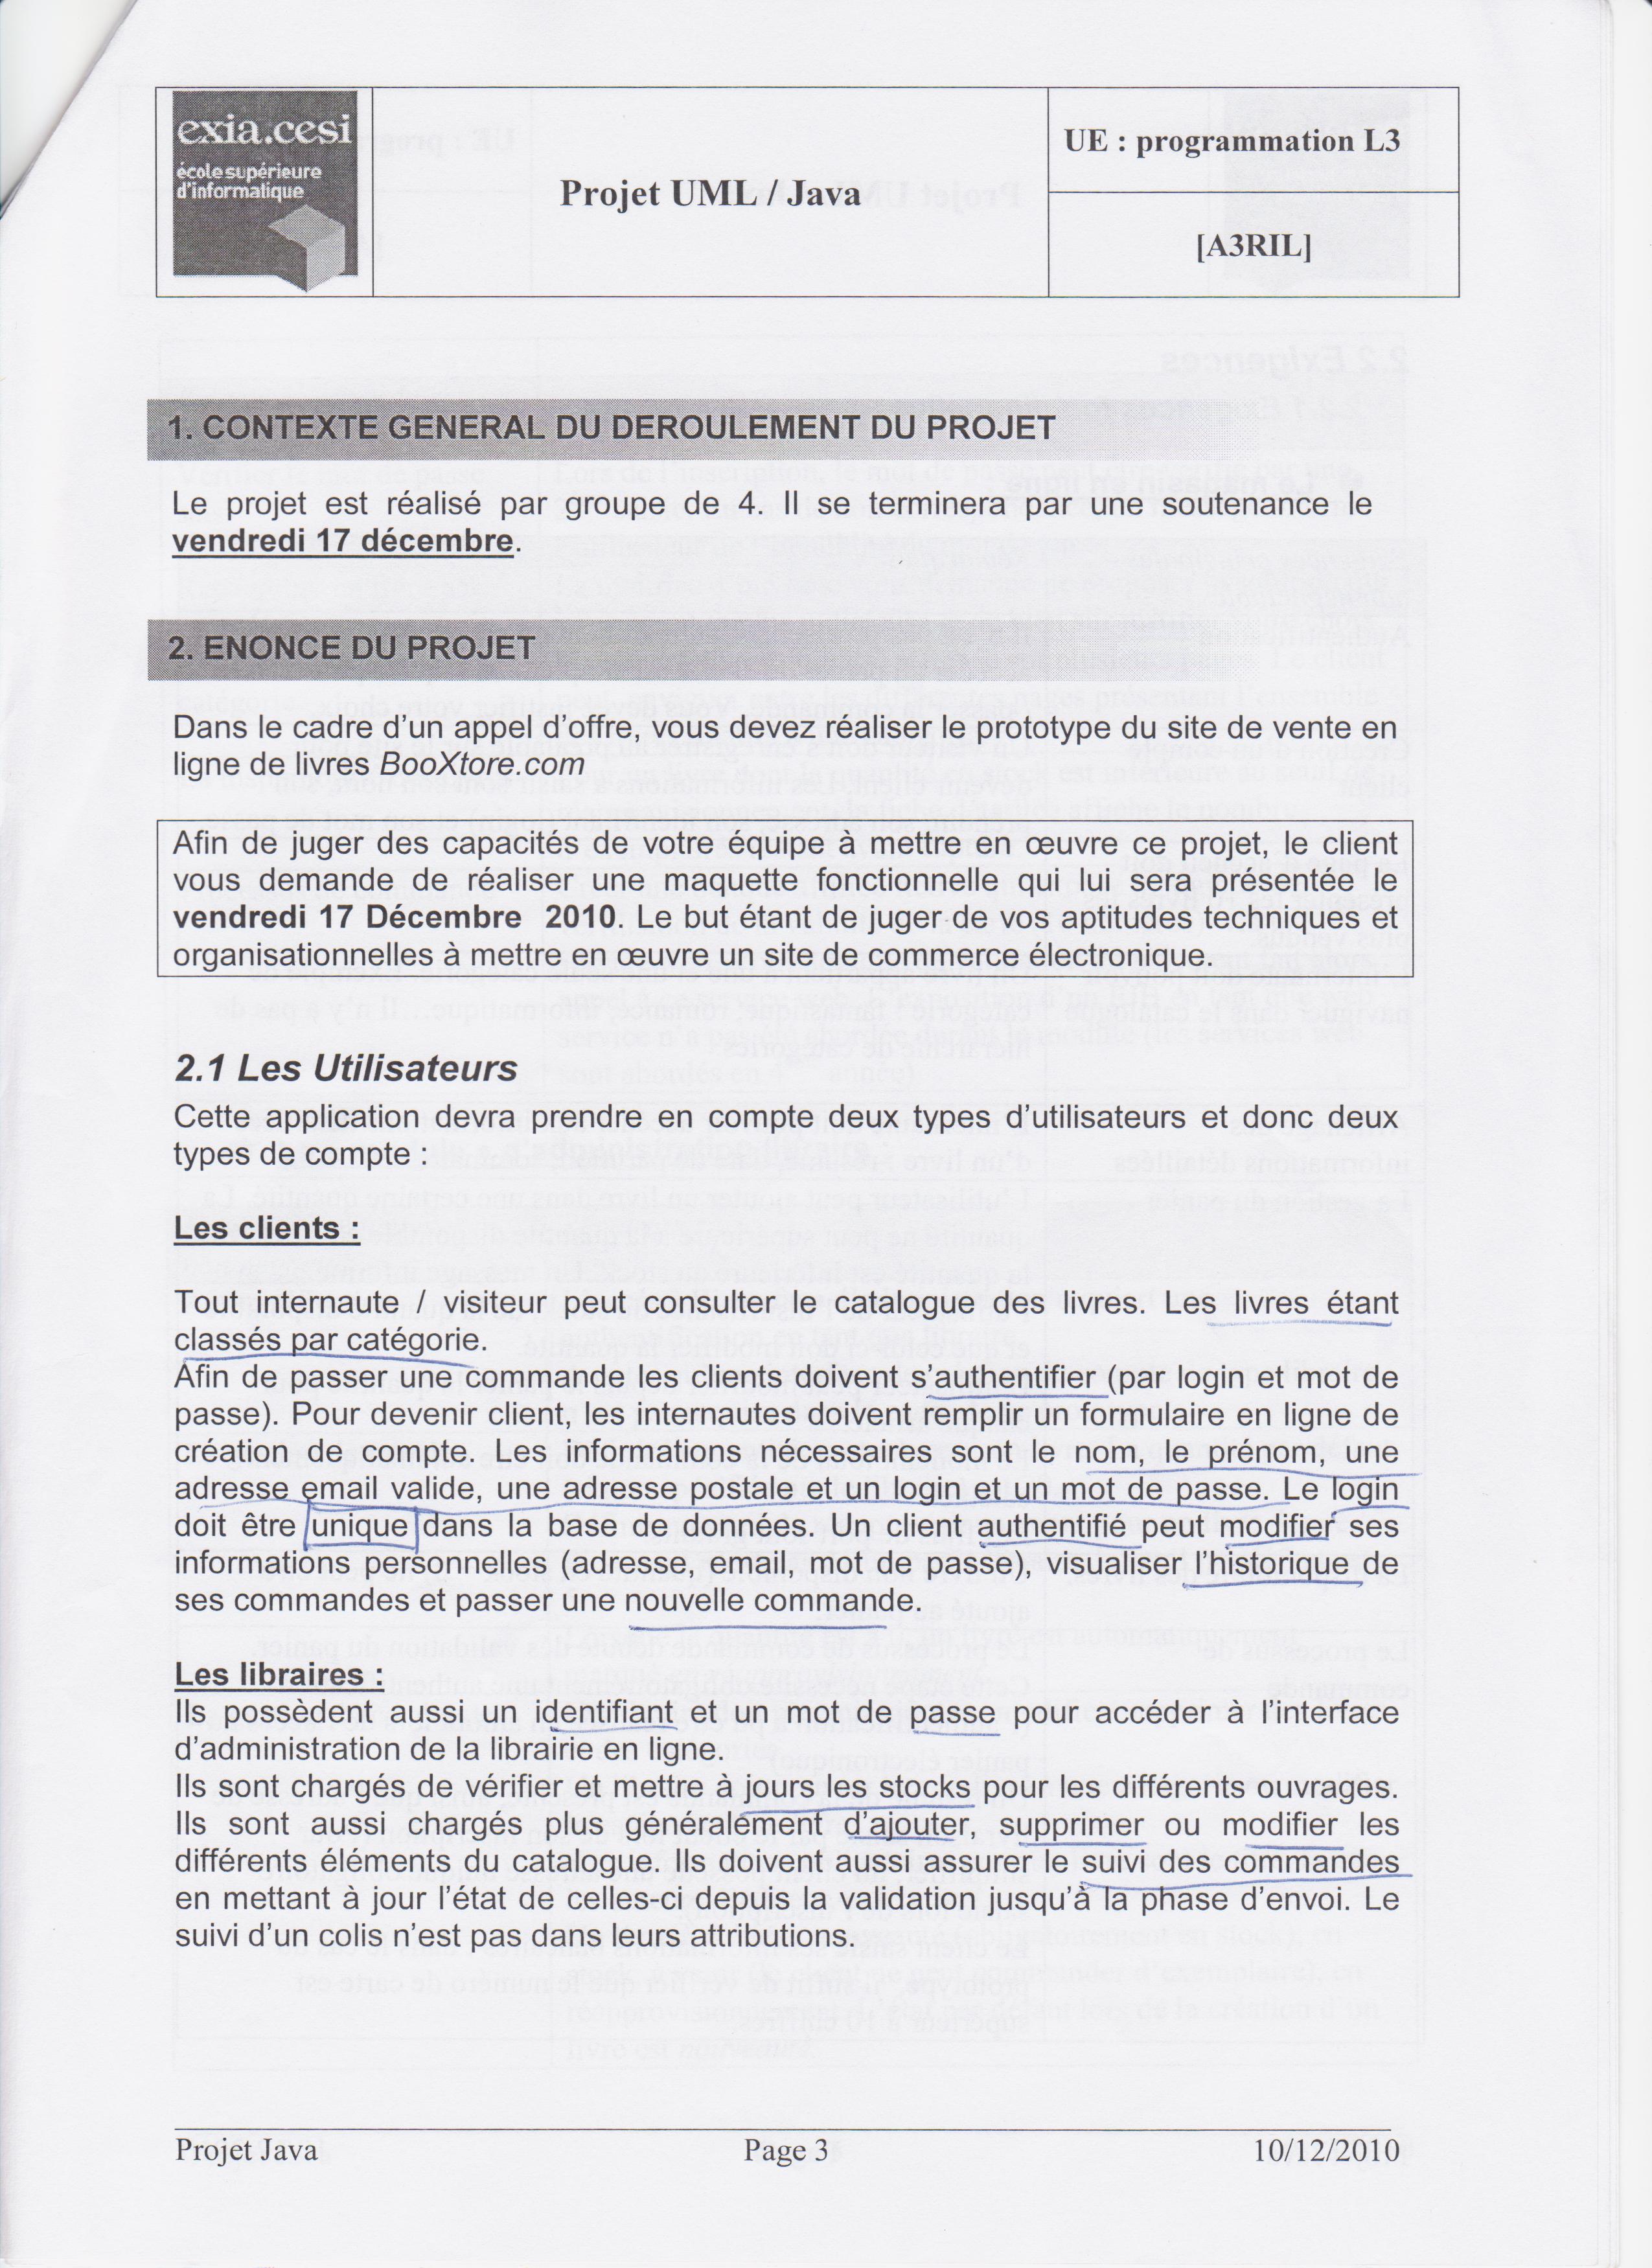 exia.cesi
école supérieure
d'informatique
Projet UML / Java
UE : programmation L3
[A3RIL]
1. CONTEXTE GENERAL DU DEROULEMENT DU PROJET
Le projet est réalisé par groupe de 4. Il se terminera par une soutenance le
vendredi 17 décembre.
2. ENONCE DU PROJET
Dans le cadre d'un appel d'offre, vous devez réaliser le prototype du site de vente en
ligne de livres BooXtore.com
Afin de juger des capacités de votre équipe à mettre en œuvre ce projet, le client
vous demande de réaliser une maquette fonctionnelle qui lui sera présentée le
vendredi 17 Décembre 2010. Le but étant de juger de vos aptitudes techniques et
organisationnelles à mettre en œuvre un site de commerce électronique.
2.1 Les Utilisateurs
Cette application devra prendre en compte deux types d'utilisateurs et donc deux
types de compte :
Les clients :
Tout internaute / visiteur peut consulter le catalogue des livres. Les livres étant
classés par catégorie.
Afin de passer une commande les clients doivent s'authentifier (par login et mot de
passe). Pour devenir client, les internautes doivent remplir un formulaire en ligne de
création de compte. Les informations nécessaires sont le nom, le prénom, une
adresse email valide, une adresse postale et un login et un mot de passe. Le login
doit être unique dans la base de données. Un client authentifié peut modifier ses
informations personnelles (adresse, email, mot de passe), visualiser l'historique de
ses commandes et passer une nouvelle commande.
Les libraires :
Ils possèdent aussi un identifiant et un mot de passe pour accéder à l'interface
d'administration de la librairie en ligne.
Ils sont chargés de vérifier et mettre à jours les stocks pour les différents ouvrages.
Ils sont aussi chargés plus généralement d'ajouter, supprimer ou modifier les
différents éléments du catalogue. Ils doivent aussi assurer le suivi des commandes
en mettant à jour l'état de celles-ci depuis la validation jusqu'à la phase d'envoi. Le
suivi d'un colis n'est pas dans leurs attributions.
Projet Java
Page 3
10/12/2010